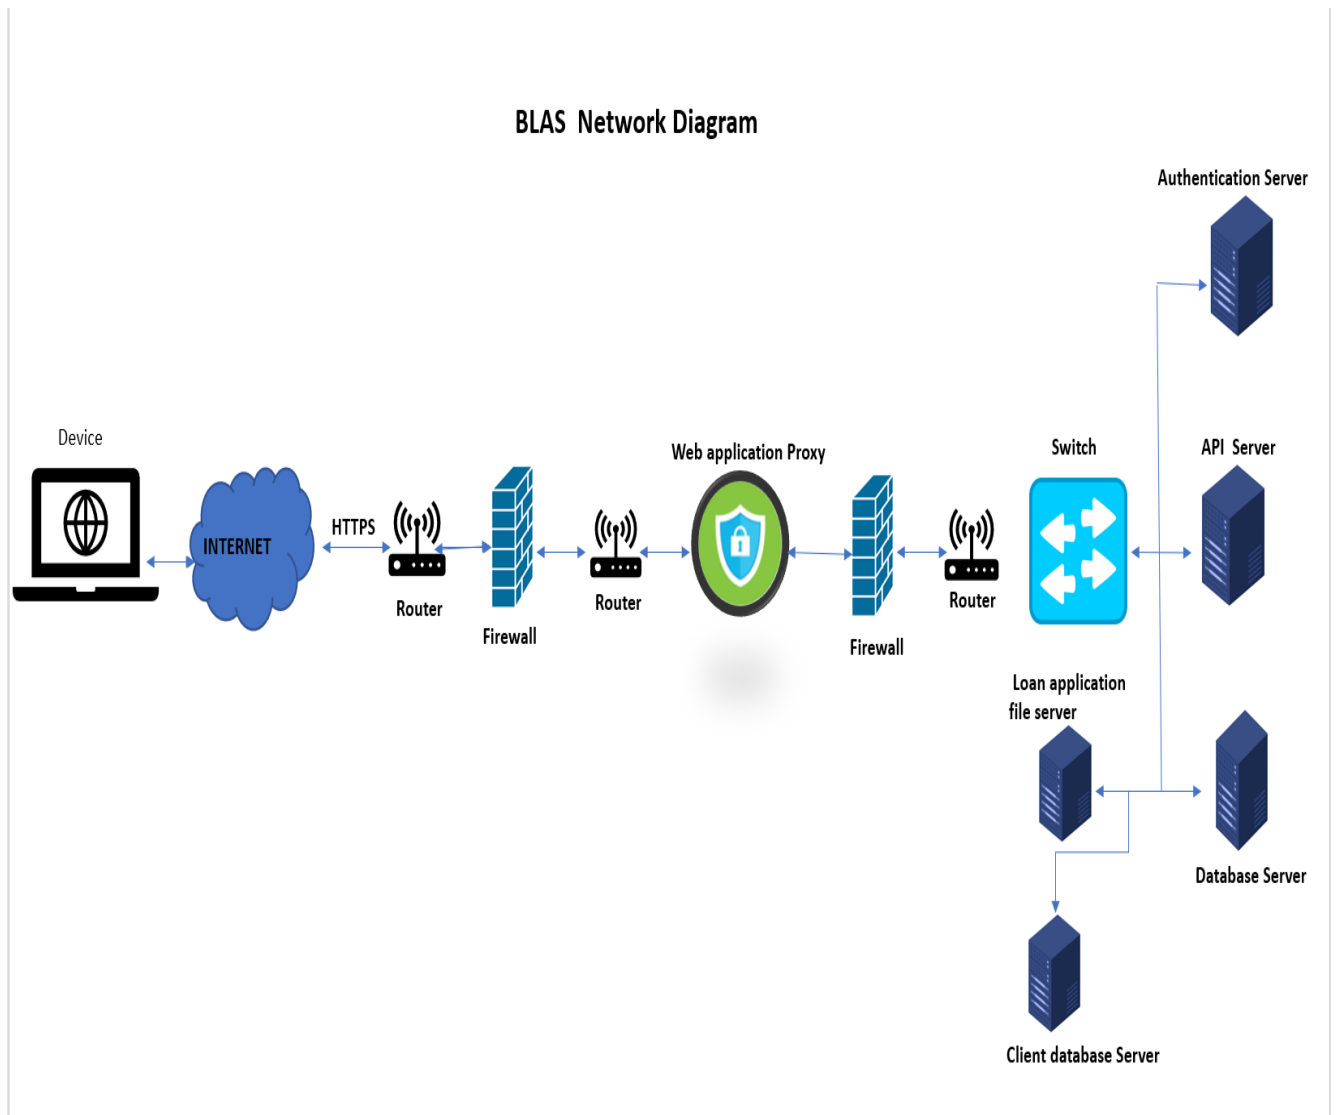 BLAS  Network Diagram
Authentication Server
Device
Web application Proxy
Switch
API  Server
HTTPS
INTERNET
Router
Firewall
Router
Firewall
Router
Loan application
file server
Database Server
Client database Server